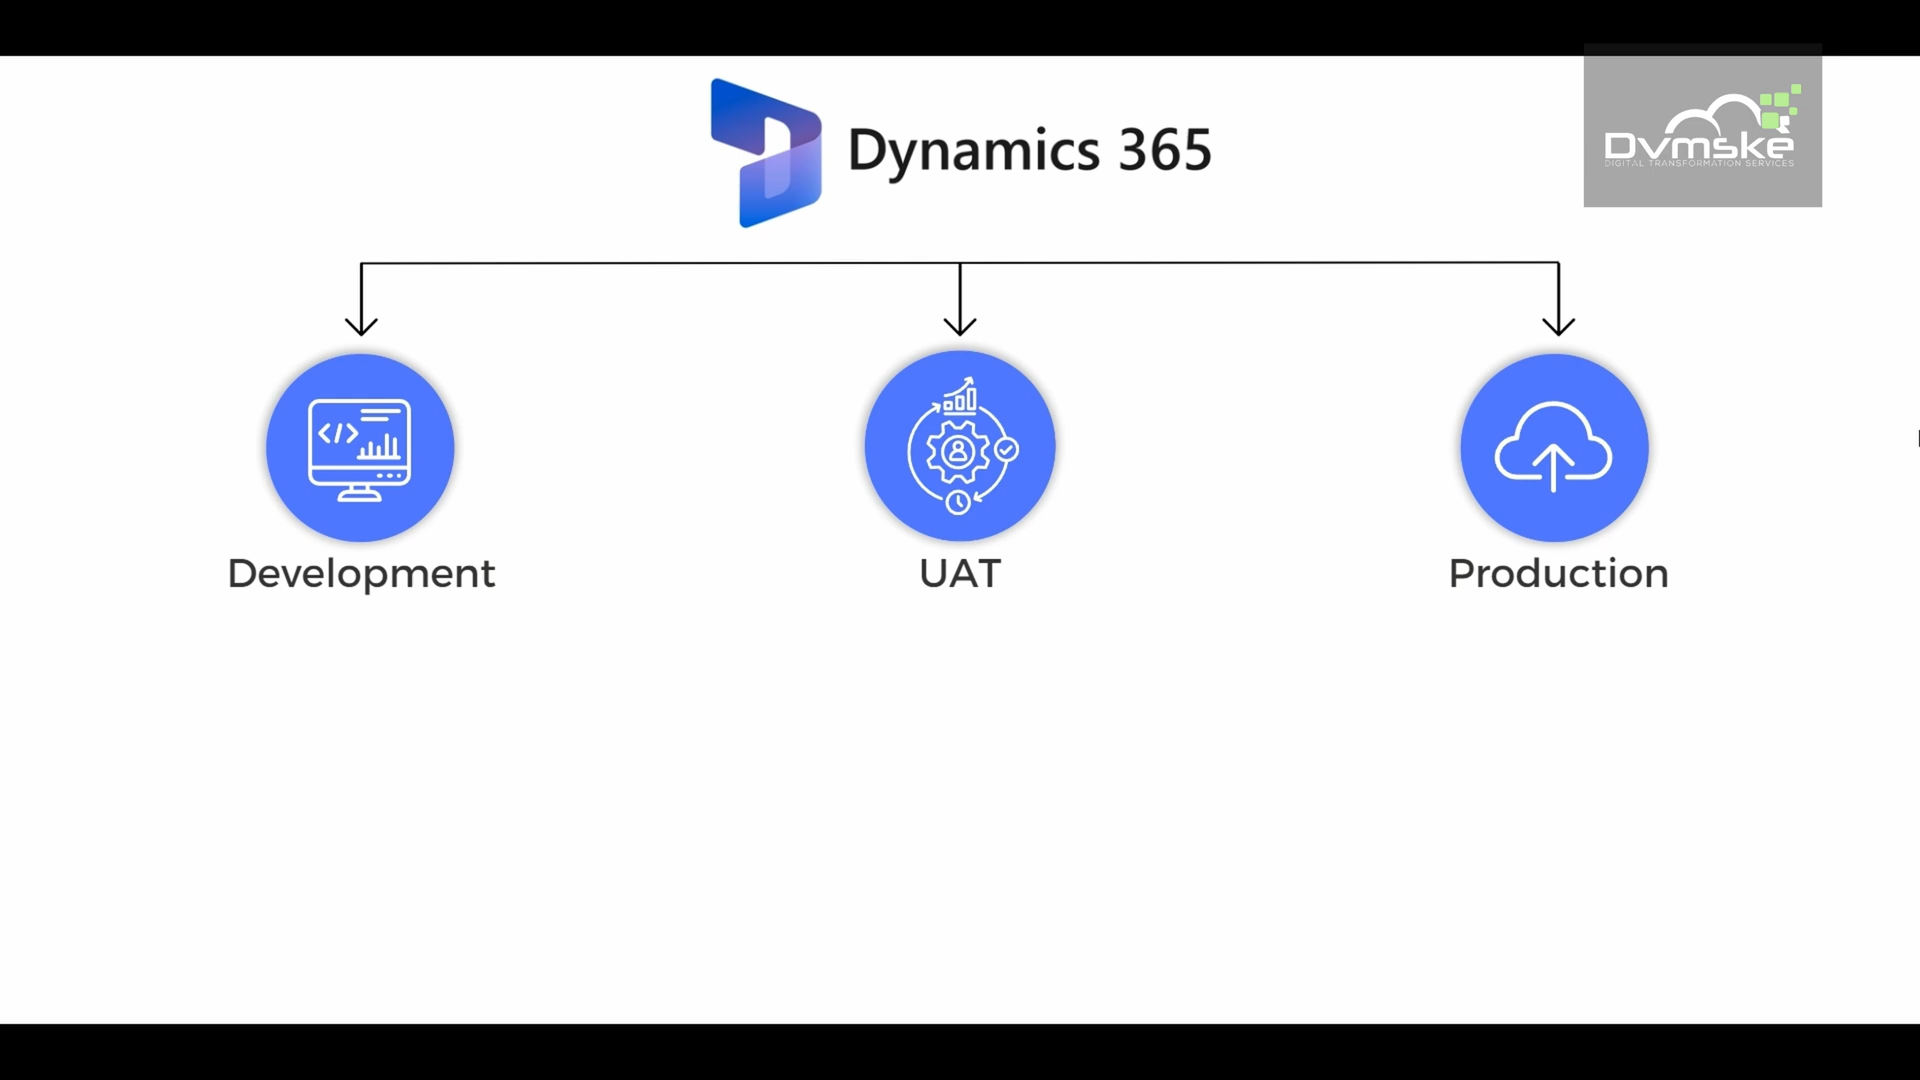 Dynamics 365
Dvmske
DIGITAL TRANSFORMATION SERVICES
</>
Development
UAT
Production